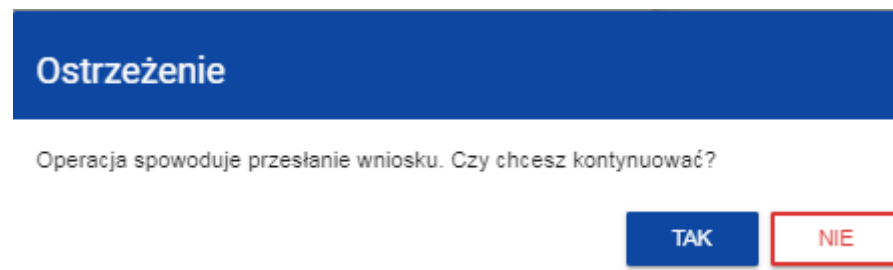 Ostrzeżenie
Operacja spowoduje przesłanie wniosku. Czy chcesz kontynuować?
TAK NIE